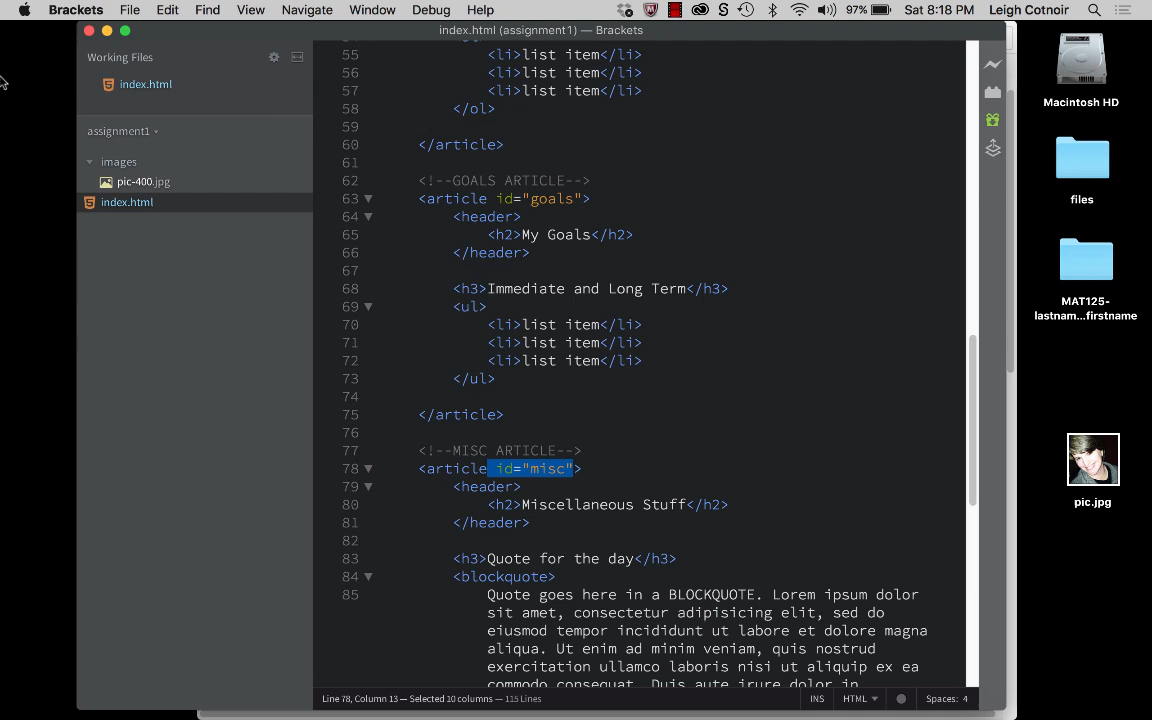 Brackets File Edit Find View Navigate Window Debug Help 97% Sat 8:18 PM Leigh Cotnoir
index.html (assignment1) — Brackets
Working Files
index.html
assignment1
images
pic-400.jpg
index.html
55 <li>list item</li>
56 <li>list item</li>
57 <li>list item</li>
58 </ol>
59
60 </article>
61
62 <!--GOALS ARTICLE-->
63 <article id="goals">
64 <header>
65 <h2>My Goals</h2>
66 </header>
67
68 <h3>Immediate and Long Term</h3>
69 <ul>
70 <li>list item</li>
71 <li>list item</li>
72 <li>list item</li>
73 </ul>
74
75 </article>
76
77 <!--MISC ARTICLE-->
78 <article id="misc">
79 <header>
80 <h2>Miscellaneous Stuff</h2>
81 </header>
82
83 <h3>Quote for the day</h3>
84 <blockquote>
85 Quote goes here in a BLOCKQUOTE. Lorem ipsum dolor
sit amet, consectetur adipisicing elit, sed do
eiusmod tempor incididunt ut labore et dolore magna
aliqua. Ut enim ad minim veniam, quis nostrud
exercitation ullamco laboris nisi ut aliquip ex ea
commodo consequat. Duis aute irure dolor in
Line 78, Column 13 — Selected 10 columns — 115 Lines
INS HTML Spaces: 4
Macintosh HD
files
MAT125-
lastnam...firstname
pic.jpg